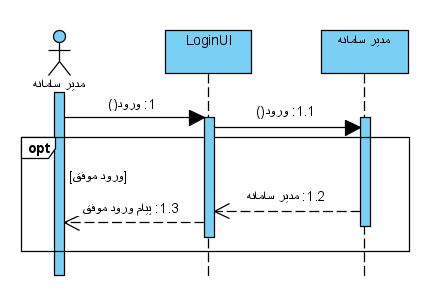 LoginUI
مدیر سامانه
مدیر سامانه
1: ورود()
1.1: ورود()
opt
[ورود موفق]
1.2: مدیر سامانه
1.3: پیام ورود موفق